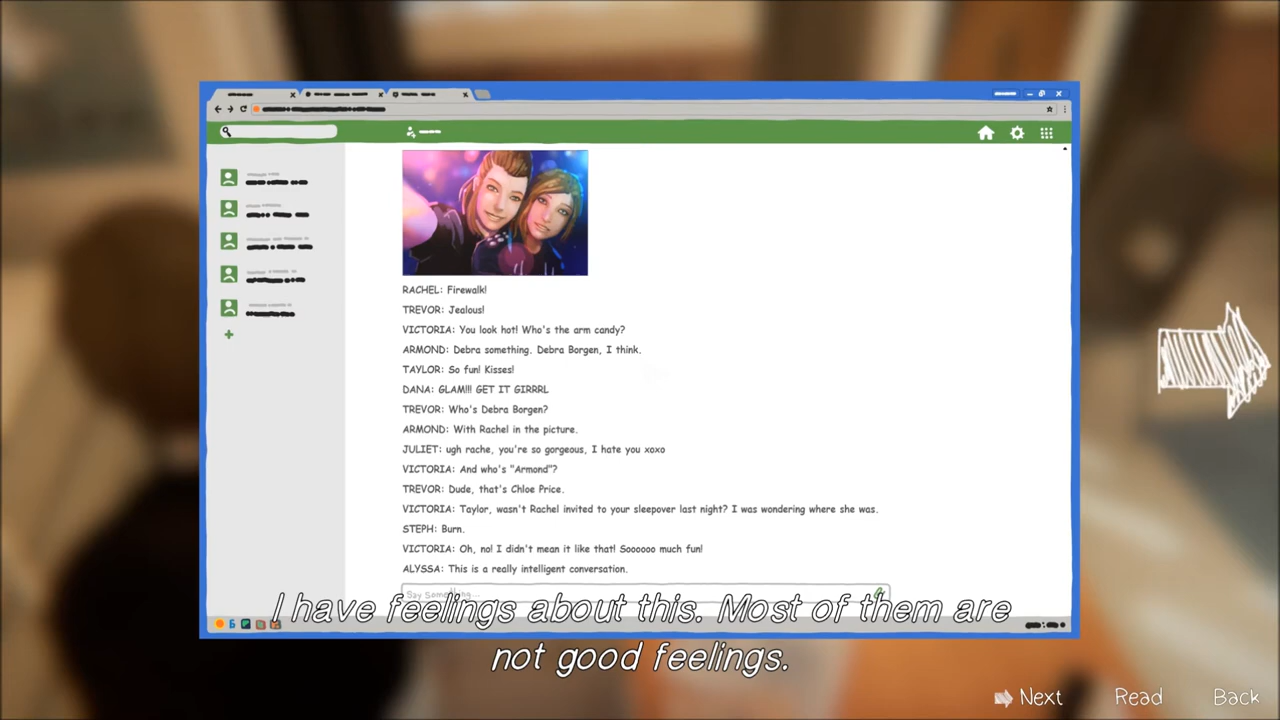 RACHEL: Firewalk!
TREVOR: Jealous!
VICTORIA: You look hot! Who's the arm candy?
ARMOND: Debra something. Debra Borgen, I think.
TAYLOR: So fun! Kisses!
DANA: GLAM!!! GET IT GIRRRL
TREVOR: Who's Debra Borgen?
ARMOND: With Rachel in the picture.
JULIET: ugh rache, you're so gorgeous, I hate you xoxo
VICTORIA: And who's "Armond"?
TREVOR: Dude, that's Chloe Price.
VICTORIA: Taylor, wasn't Rachel invited to your sleepover last night? I was wondering where she was.
STEPH: Burn.
VICTORIA: Oh, no! I didn't mean it like that! Soooooo much fun!
ALYSSA: This is a really intelligent conversation.
Say Something...
I have feelings about this. Most of them are
not good feelings.
Next Read Back